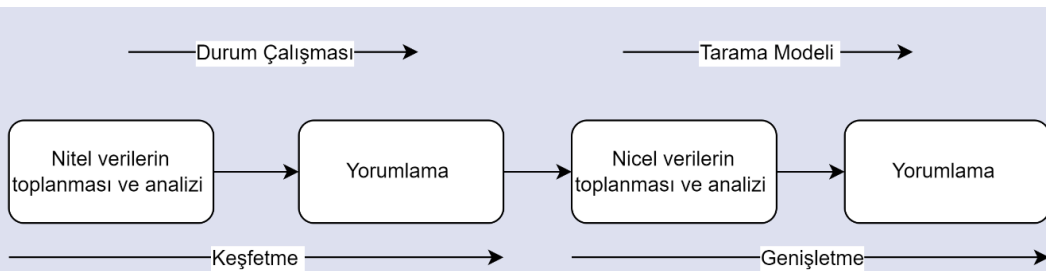 Durum Çalışması
Tarama Modeli
Nitel verilerin
toplanması ve analizi
Yorumlama
Nicel verilerin
toplanması ve analizi
Yorumlama
Keşfetme
Genişletme